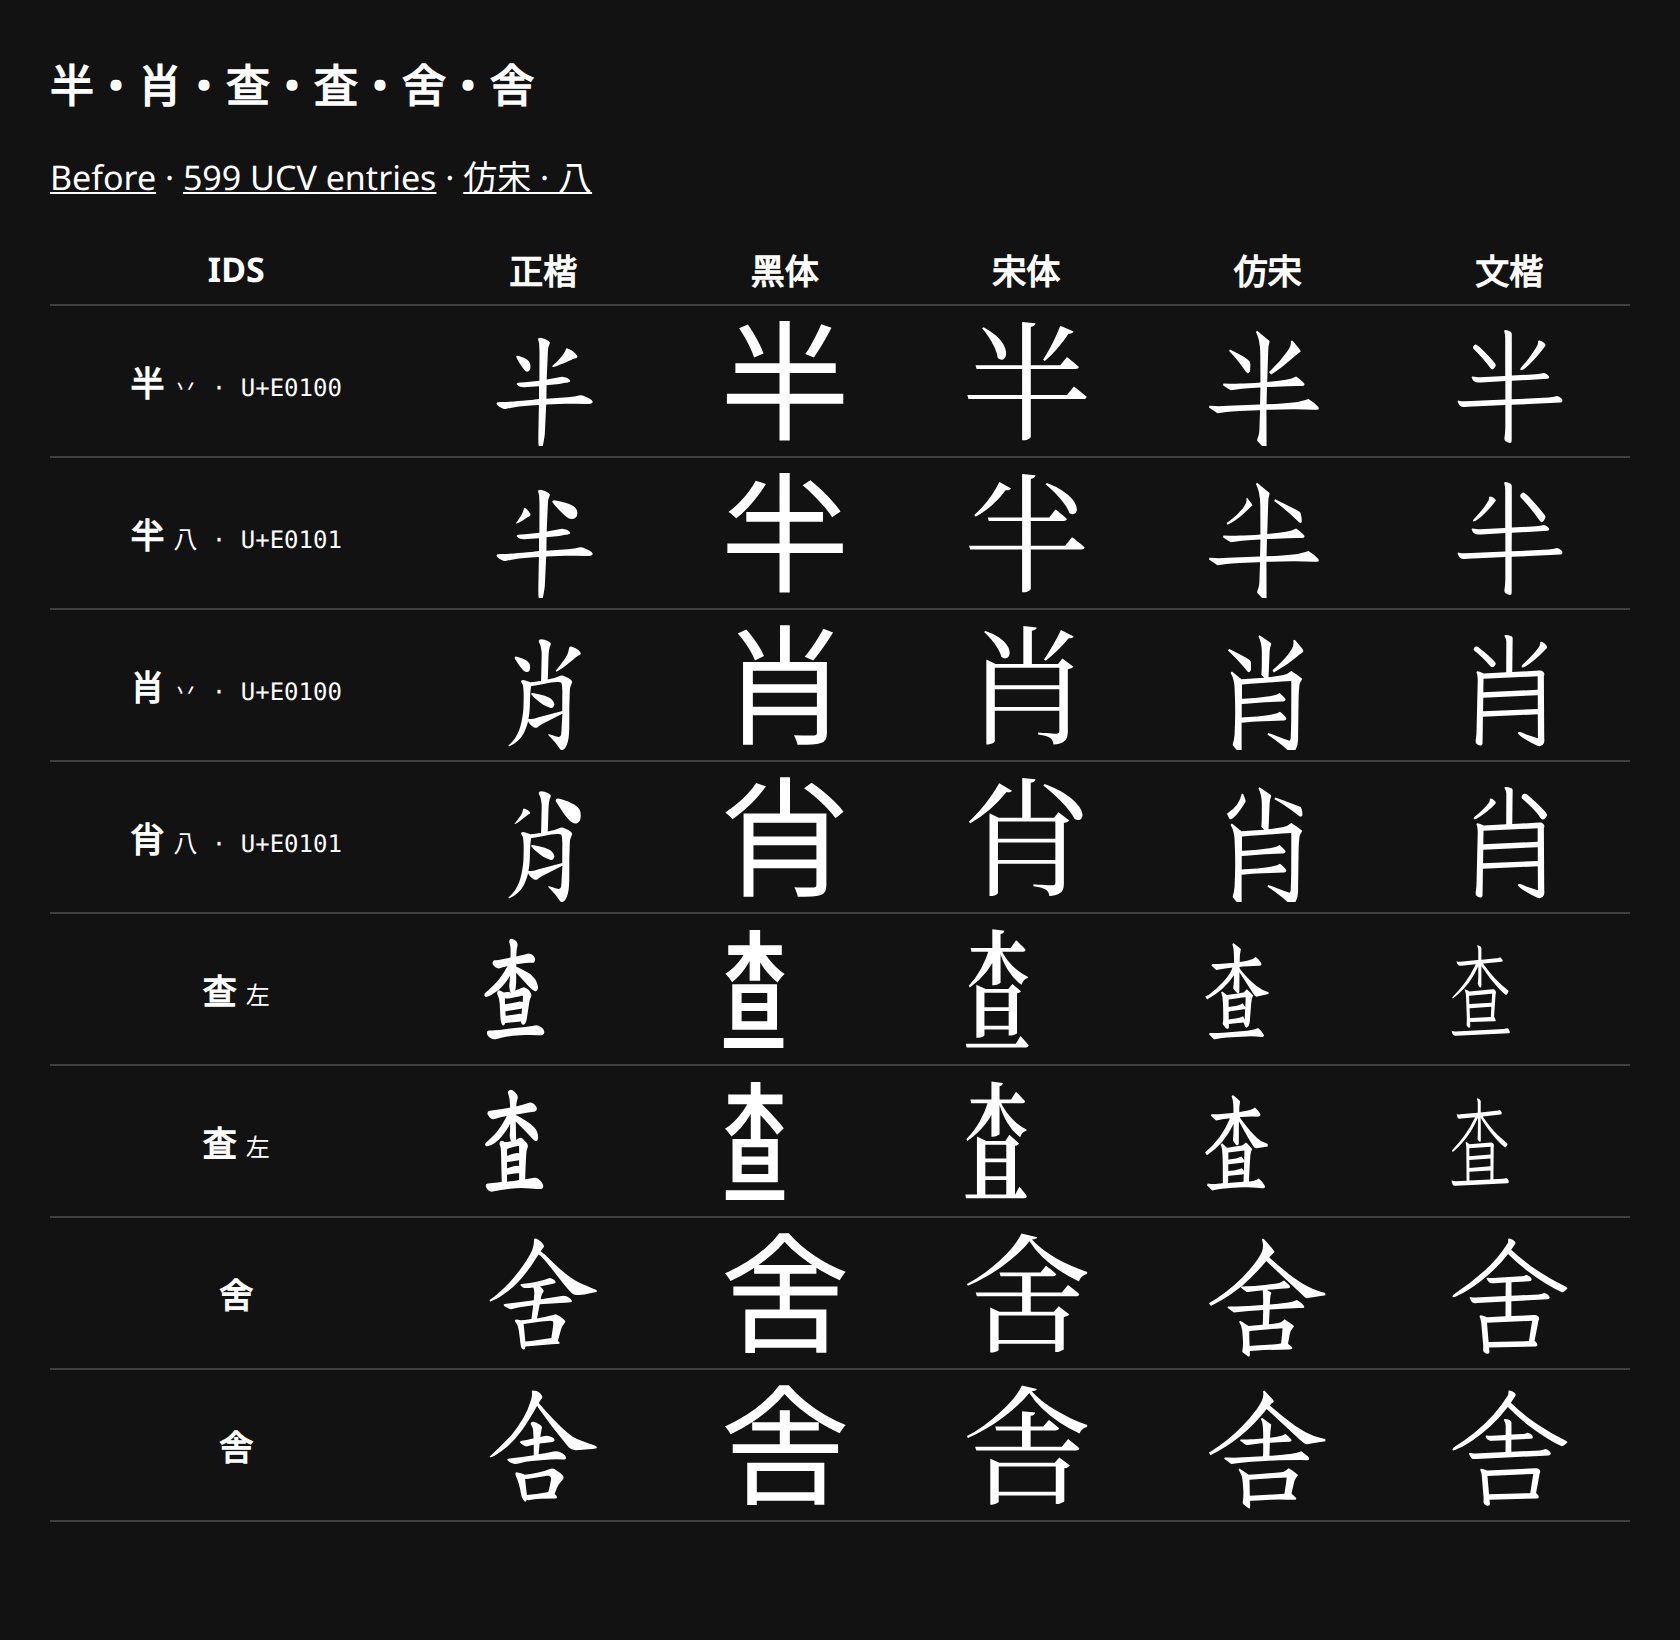 半・肖・查・査・舍・舎
Before · 599 UCV entries · 仿宋 · 八
IDS 正楷 黑体 宋体 仿宋 文楷
半 丷 · U+E0100 半 半 半 半 半
半󠄁 八 · U+E0101 半󠄁 半󠄁 半󠄁 半󠄁 半󠄁
肖 丷 · U+E0100 肖 肖 肖 肖 肖
肖󠄁 八 · U+E0101 肖󠄁 肖󠄁 肖󠄁 肖󠄁 肖󠄁
查 左 查 查 查 查 查
査 左 査 査 査 査 査
舍 舍 舍 舍 舍 舍
舎 舎 舎 舎 舎 舎